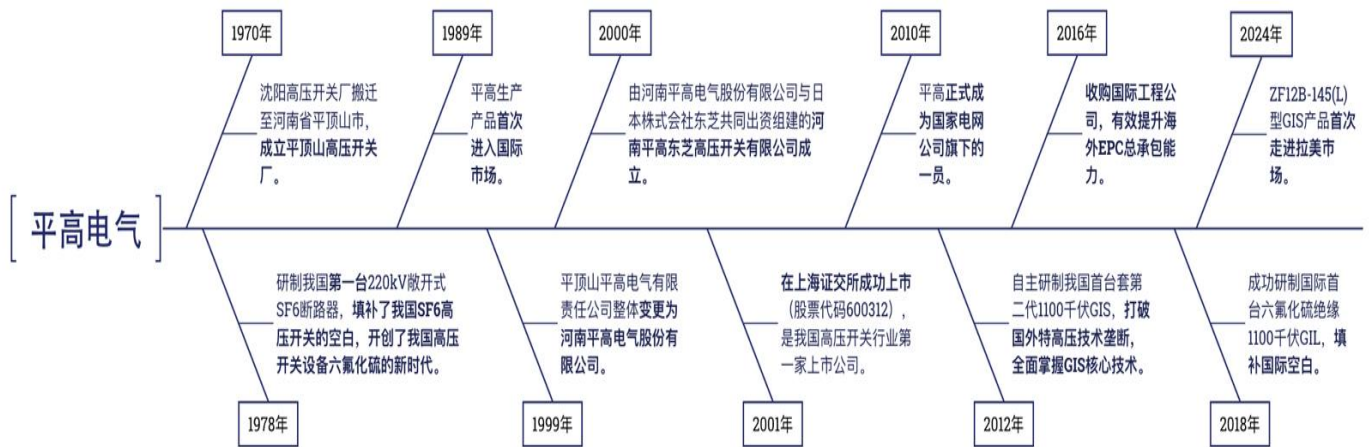 平高电气
1970年
沈阳高压开关厂搬迁
至河南省平顶山市，
成立平顶山高压开关
厂。
1989年
平高生产
产品首次
进入国际
市场。
2000年
由河南平高电气股份有限公司与日
本株式会社东芝共同出资组建的河
南平高东芝高压开关有限公司成
立。
2010年
平高正式成
为国家电网
公司旗下的
一员。
2016年
收购国际工程公
司，有效提升海
外EPC总承包能
力。
2024年
ZF12B-145(L)
型GIS产品首次
走进拉美市
场。
研制我国第一台220kV敞开式
SF6断路器，填补了我国SF6高
压开关的空白，开创了我国高压
开关设备六氟化硫的新时代。
1978年
平顶山平高电气有限
责任公司整体变更为
河南平高电气股份有
限公司。
1999年
在上海证交所成功上市
（股票代码600312），
是我国高压开关行业第
一家上市公司。
2001年
自主研制我国首台套第
二代1100千伏GIS，打破
国外特高压技术垄断，
全面掌握GIS核心技术。
2012年
成功研制国际首
台六氟化硫绝缘
1100千伏GIL，填
补国际空白。
2018年